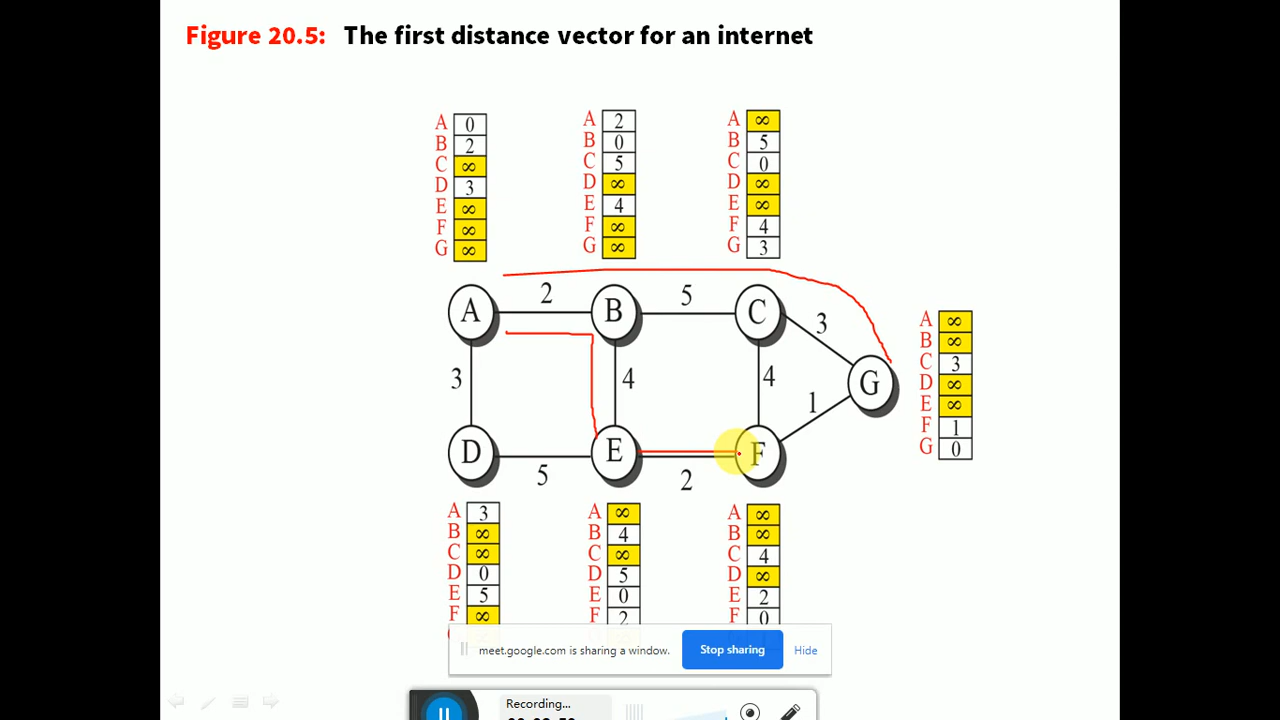 Figure 20.5: The first distance vector for an internet
A 0
B 2
C ∞
D 3
E ∞
F ∞
G ∞
A 2
B 0
C 5
D ∞
E 4
F ∞
G ∞
A ∞
B 5
C 0
D ∞
E ∞
F 4
G 3
A 2 B 5 C
3
3 4 4
G
1
D 5 E 2 F
A ∞
B ∞
C 3
D ∞
E ∞
F 1
G 0
A 3
B ∞
C ∞
D 0
E 5
F ∞
A ∞
B 4
C ∞
D 5
E 0
F 2
A ∞
B ∞
C 4
D ∞
E 2
F 0
meet.google.com is sharing a window.
Stop sharing
Hide
Recording...